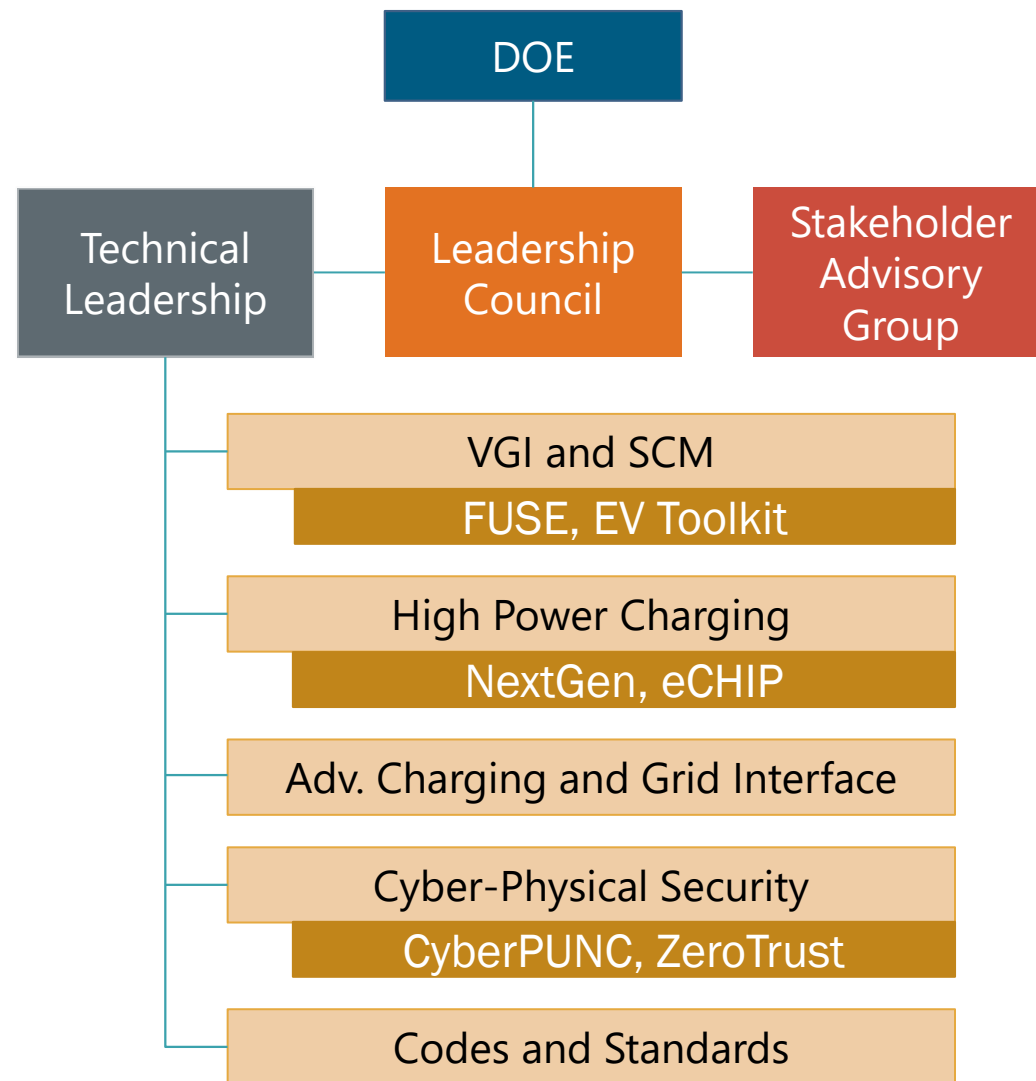 DOE
Technical
Leadership
Leadership
Council
Stakeholder
Advisory
Group
VGI and SCM
FUSE, EV Toolkit
High Power Charging
NextGen, eCHIP
Adv. Charging and Grid Interface
Cyber-Physical Security
CyberPUNC, ZeroTrust
Codes and Standards